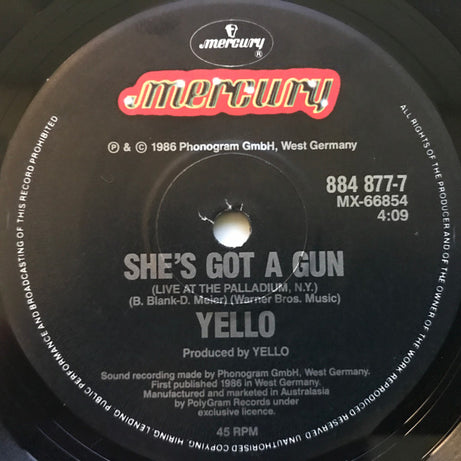 mercury ®
mercury
Ⓟ & © 1986 Phonogram GmbH, West Germany
884 877-7
MX-66854
4:09
SHE'S GOT A GUN
(LIVE AT THE PALLADIUM, N.Y.)
(B. Blank-D. Meier) (Warner Bros. Music)
YELLO
Produced by YELLO
Sound recording made by Phonogram GmbH, West Germany.
First published 1986 in West Germany.
Manufactured and marketed in Australasia
by PolyGram Records under
exclusive licence.
45 RPM
ALL RIGHTS OF THE PRODUCER AND OF THE OWNER OF THE WORK REPRODUCED RESERVED UNAUTHORISED COPYING, HIRING, LENDING, PUBLIC PERFORMANCE AND BROADCASTING OF THIS RECORD PROHIBITED